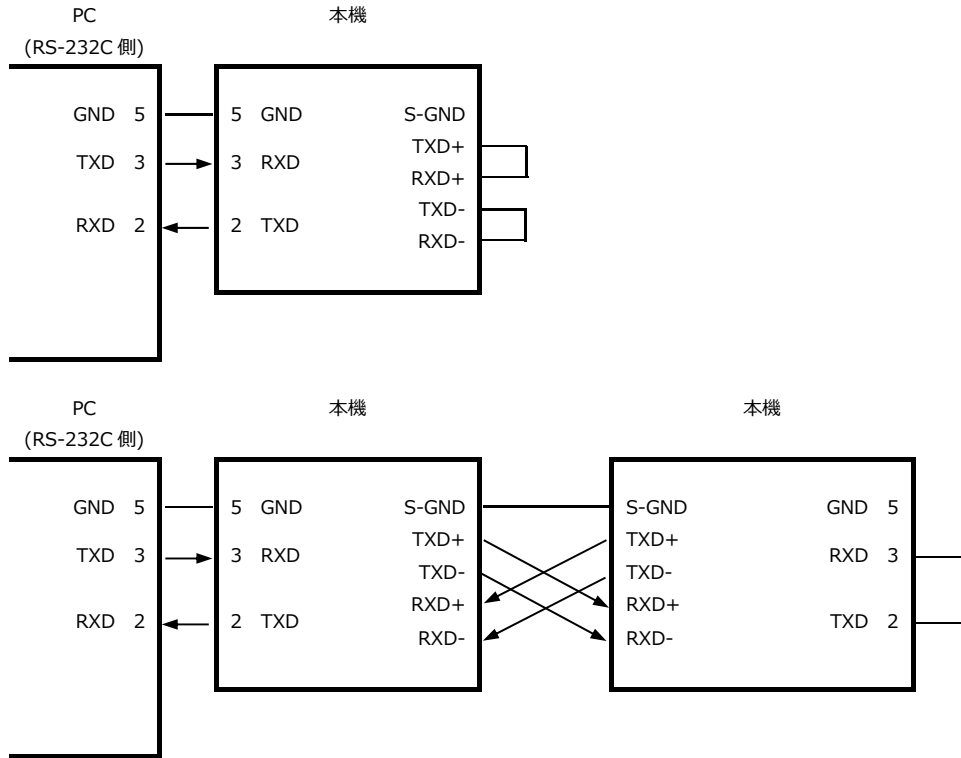 PC 本機
(RS-232C 側)
GND 5 5 GND S-GND
TXD+
TXD 3 3 RXD
RXD+
TXD-
RXD 2 2 TXD
RXD-
PC 本機 本機
(RS-232C 側)
GND 5 5 GND S-GND S-GND GND 5
TXD+ TXD+
TXD 3 3 RXD RXD 3
TXD- TXD-
RXD+ RXD+
RXD 2 2 TXD TXD 2
RXD- RXD-